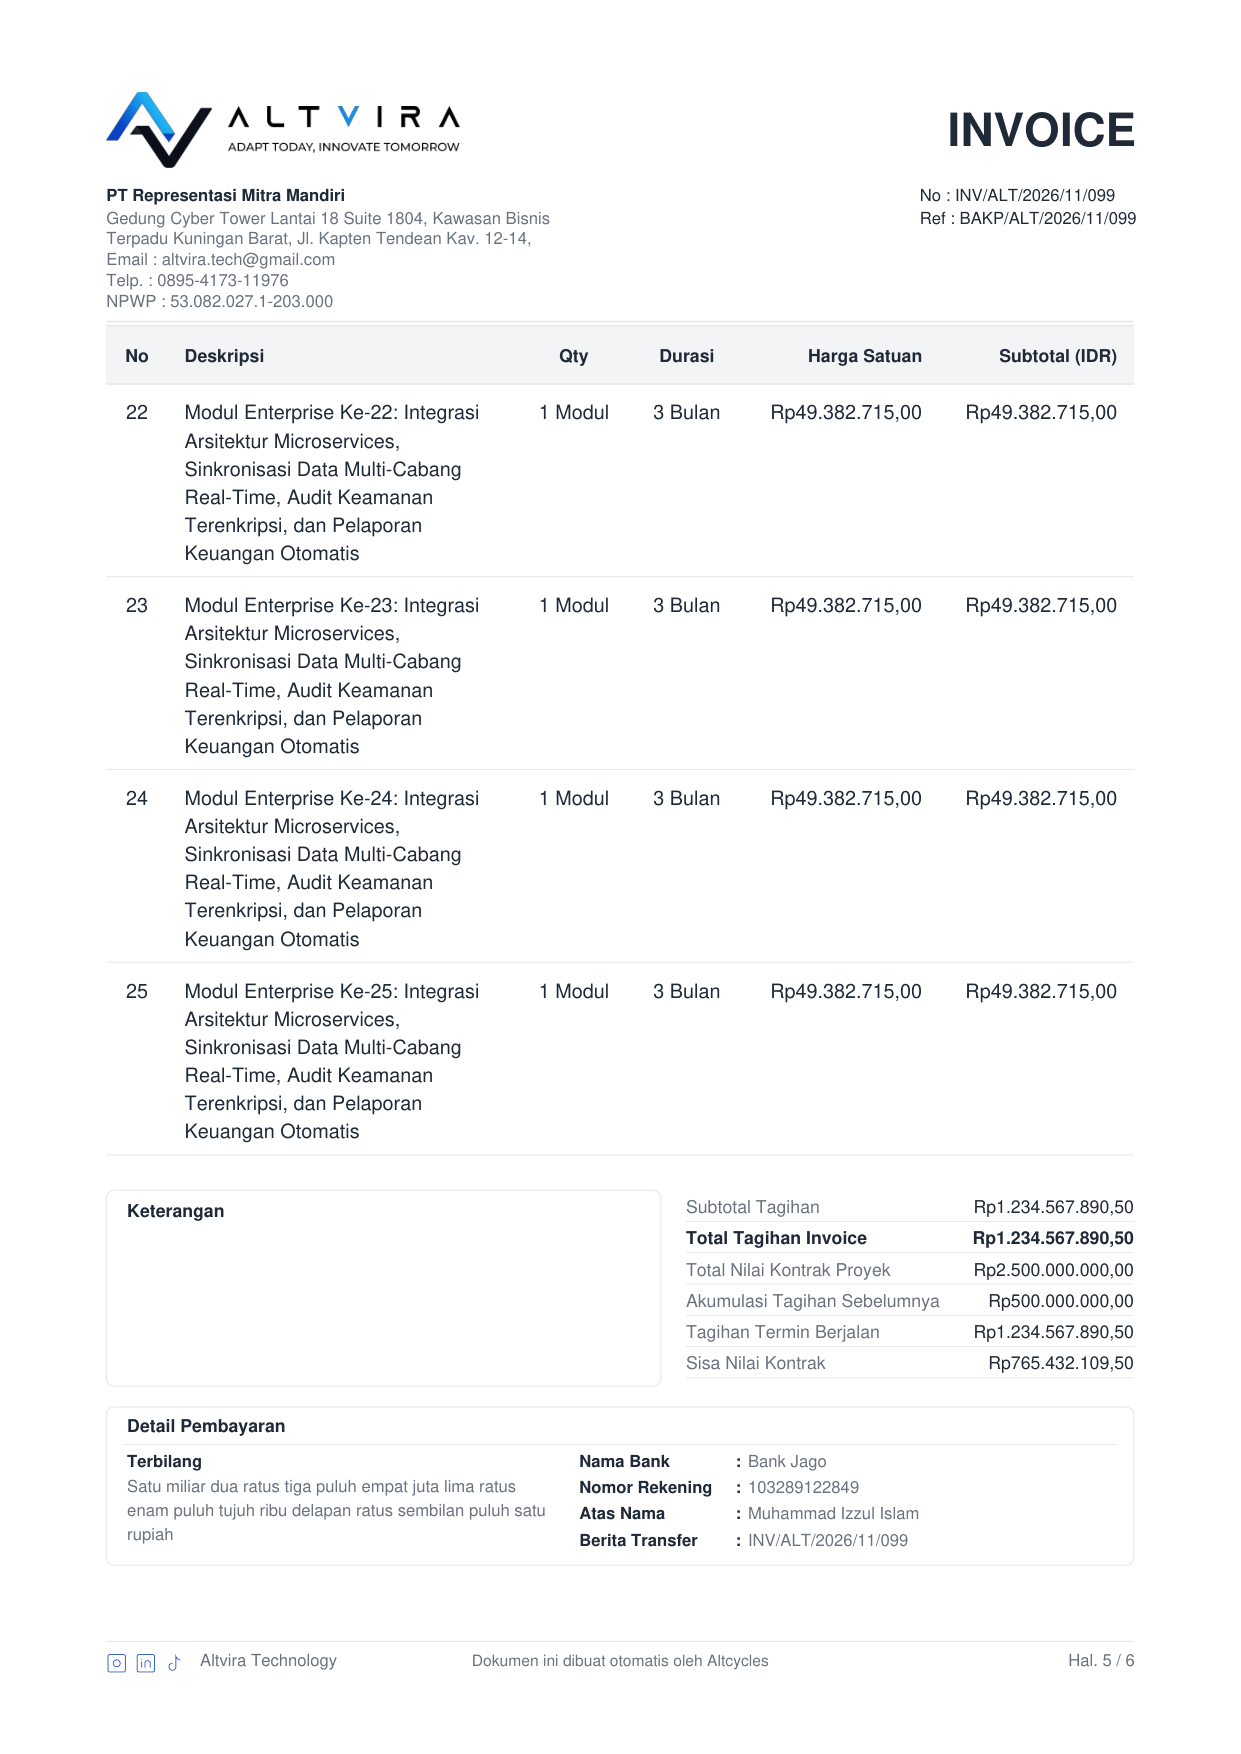 ALTVIRA
ADAPT TODAY, INNOVATE TOMORROW
INVOICE
PT Representasi Mitra Mandiri
Gedung Cyber Tower Lantai 18 Suite 1804, Kawasan Bisnis
Terpadu Kuningan Barat, Jl. Kapten Tendean Kav. 12-14,
Email : altvira.tech@gmail.com
Telp. : 0895-4173-11976
NPWP : 53.082.027.1-203.000
No : INV/ALT/2026/11/099
Ref : BAKP/ALT/2026/11/099
No Deskripsi Qty Durasi Harga Satuan Subtotal (IDR)
22 Modul Enterprise Ke-22: Integrasi 1 Modul 3 Bulan Rp49.382.715,00 Rp49.382.715,00
Arsitektur Microservices,
Sinkronisasi Data Multi-Cabang
Real-Time, Audit Keamanan
Terenkripsi, dan Pelaporan
Keuangan Otomatis
23 Modul Enterprise Ke-23: Integrasi 1 Modul 3 Bulan Rp49.382.715,00 Rp49.382.715,00
Arsitektur Microservices,
Sinkronisasi Data Multi-Cabang
Real-Time, Audit Keamanan
Terenkripsi, dan Pelaporan
Keuangan Otomatis
24 Modul Enterprise Ke-24: Integrasi 1 Modul 3 Bulan Rp49.382.715,00 Rp49.382.715,00
Arsitektur Microservices,
Sinkronisasi Data Multi-Cabang
Real-Time, Audit Keamanan
Terenkripsi, dan Pelaporan
Keuangan Otomatis
25 Modul Enterprise Ke-25: Integrasi 1 Modul 3 Bulan Rp49.382.715,00 Rp49.382.715,00
Arsitektur Microservices,
Sinkronisasi Data Multi-Cabang
Real-Time, Audit Keamanan
Terenkripsi, dan Pelaporan
Keuangan Otomatis
Keterangan
Subtotal Tagihan Rp1.234.567.890,50
Total Tagihan Invoice Rp1.234.567.890,50
Total Nilai Kontrak Proyek Rp2.500.000.000,00
Akumulasi Tagihan Sebelumnya Rp500.000.000,00
Tagihan Termin Berjalan Rp1.234.567.890,50
Sisa Nilai Kontrak Rp765.432.109,50
Detail Pembayaran
Terbilang
Satu miliar dua ratus tiga puluh empat juta lima ratus
enam puluh tujuh ribu delapan ratus sembilan puluh satu
rupiah
Nama Bank : Bank Jago
Nomor Rekening : 103289122849
Atas Nama : Muhammad Izzul Islam
Berita Transfer : INV/ALT/2026/11/099
in Altvira Technology Dokumen ini dibuat otomatis oleh Altcycles Hal. 5 / 6